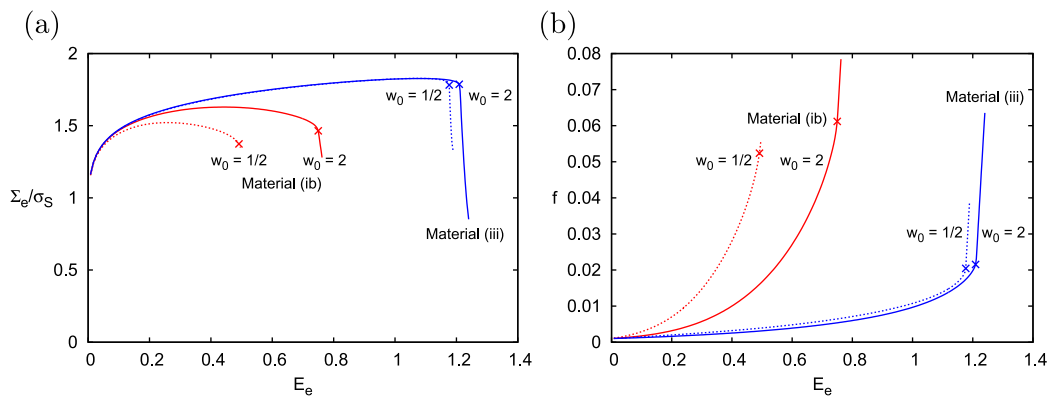 (a)
2
1.5
1
0.5
0
Σe/σS
0 0.2 0.4 0.6 0.8 1 1.2 1.4
Ee
w0 = 1/2
w0 = 2
Material (ib)
w0 = 1/2
w0 = 2
Material (iii)
(b)
0.08
0.07
0.06
0.05
0.04
0.03
0.02
0.01
0
f
0 0.2 0.4 0.6 0.8 1 1.2 1.4
Ee
Material (iii)
Material (ib)
w0 = 1/2
w0 = 2
w0 = 1/2
w0 = 2